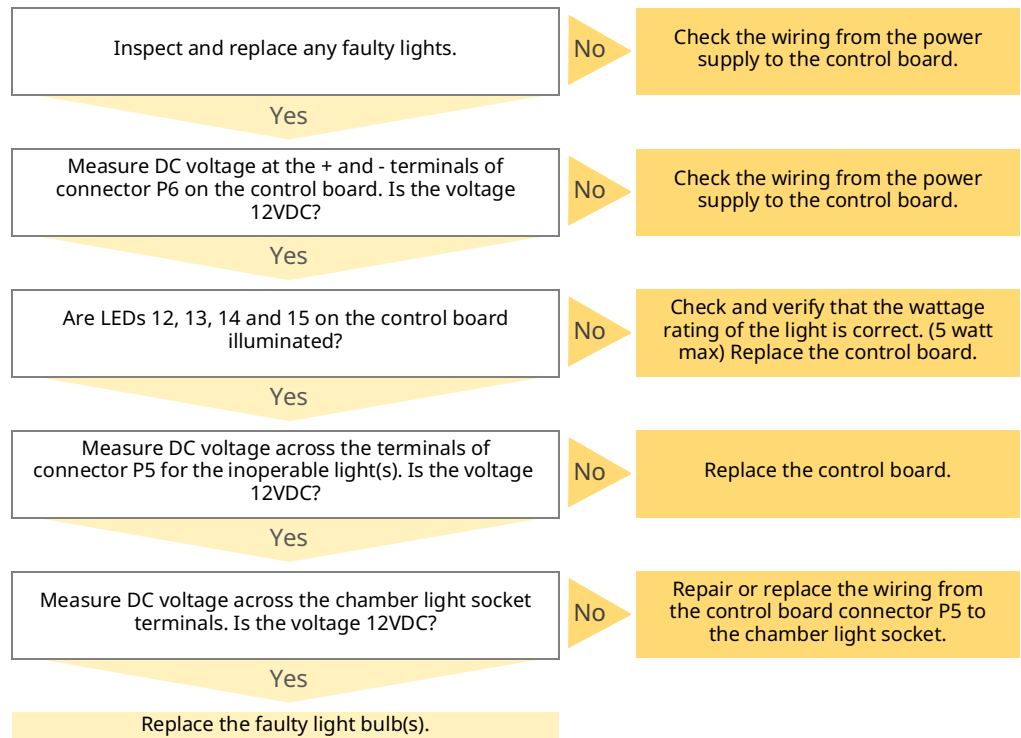 Inspect and replace any faulty lights.
No
Check the wiring from the power
supply to the control board.
Yes
Measure DC voltage at the + and - terminals of
connector P6 on the control board. Is the voltage
12VDC?
No
Check the wiring from the power
supply to the control board.
Yes
Are LEDs 12, 13, 14 and 15 on the control board
illuminated?
No
Check and verify that the wattage
rating of the light is correct. (5 watt
max) Replace the control board.
Yes
Measure DC voltage across the terminals of
connector P5 for the inoperable light(s). Is the voltage
12VDC?
No
Replace the control board.
Yes
Measure DC voltage across the chamber light socket
terminals. Is the voltage 12VDC?
No
Repair or replace the wiring from
the control board connector P5 to
the chamber light socket.
Yes
Replace the faulty light bulb(s).